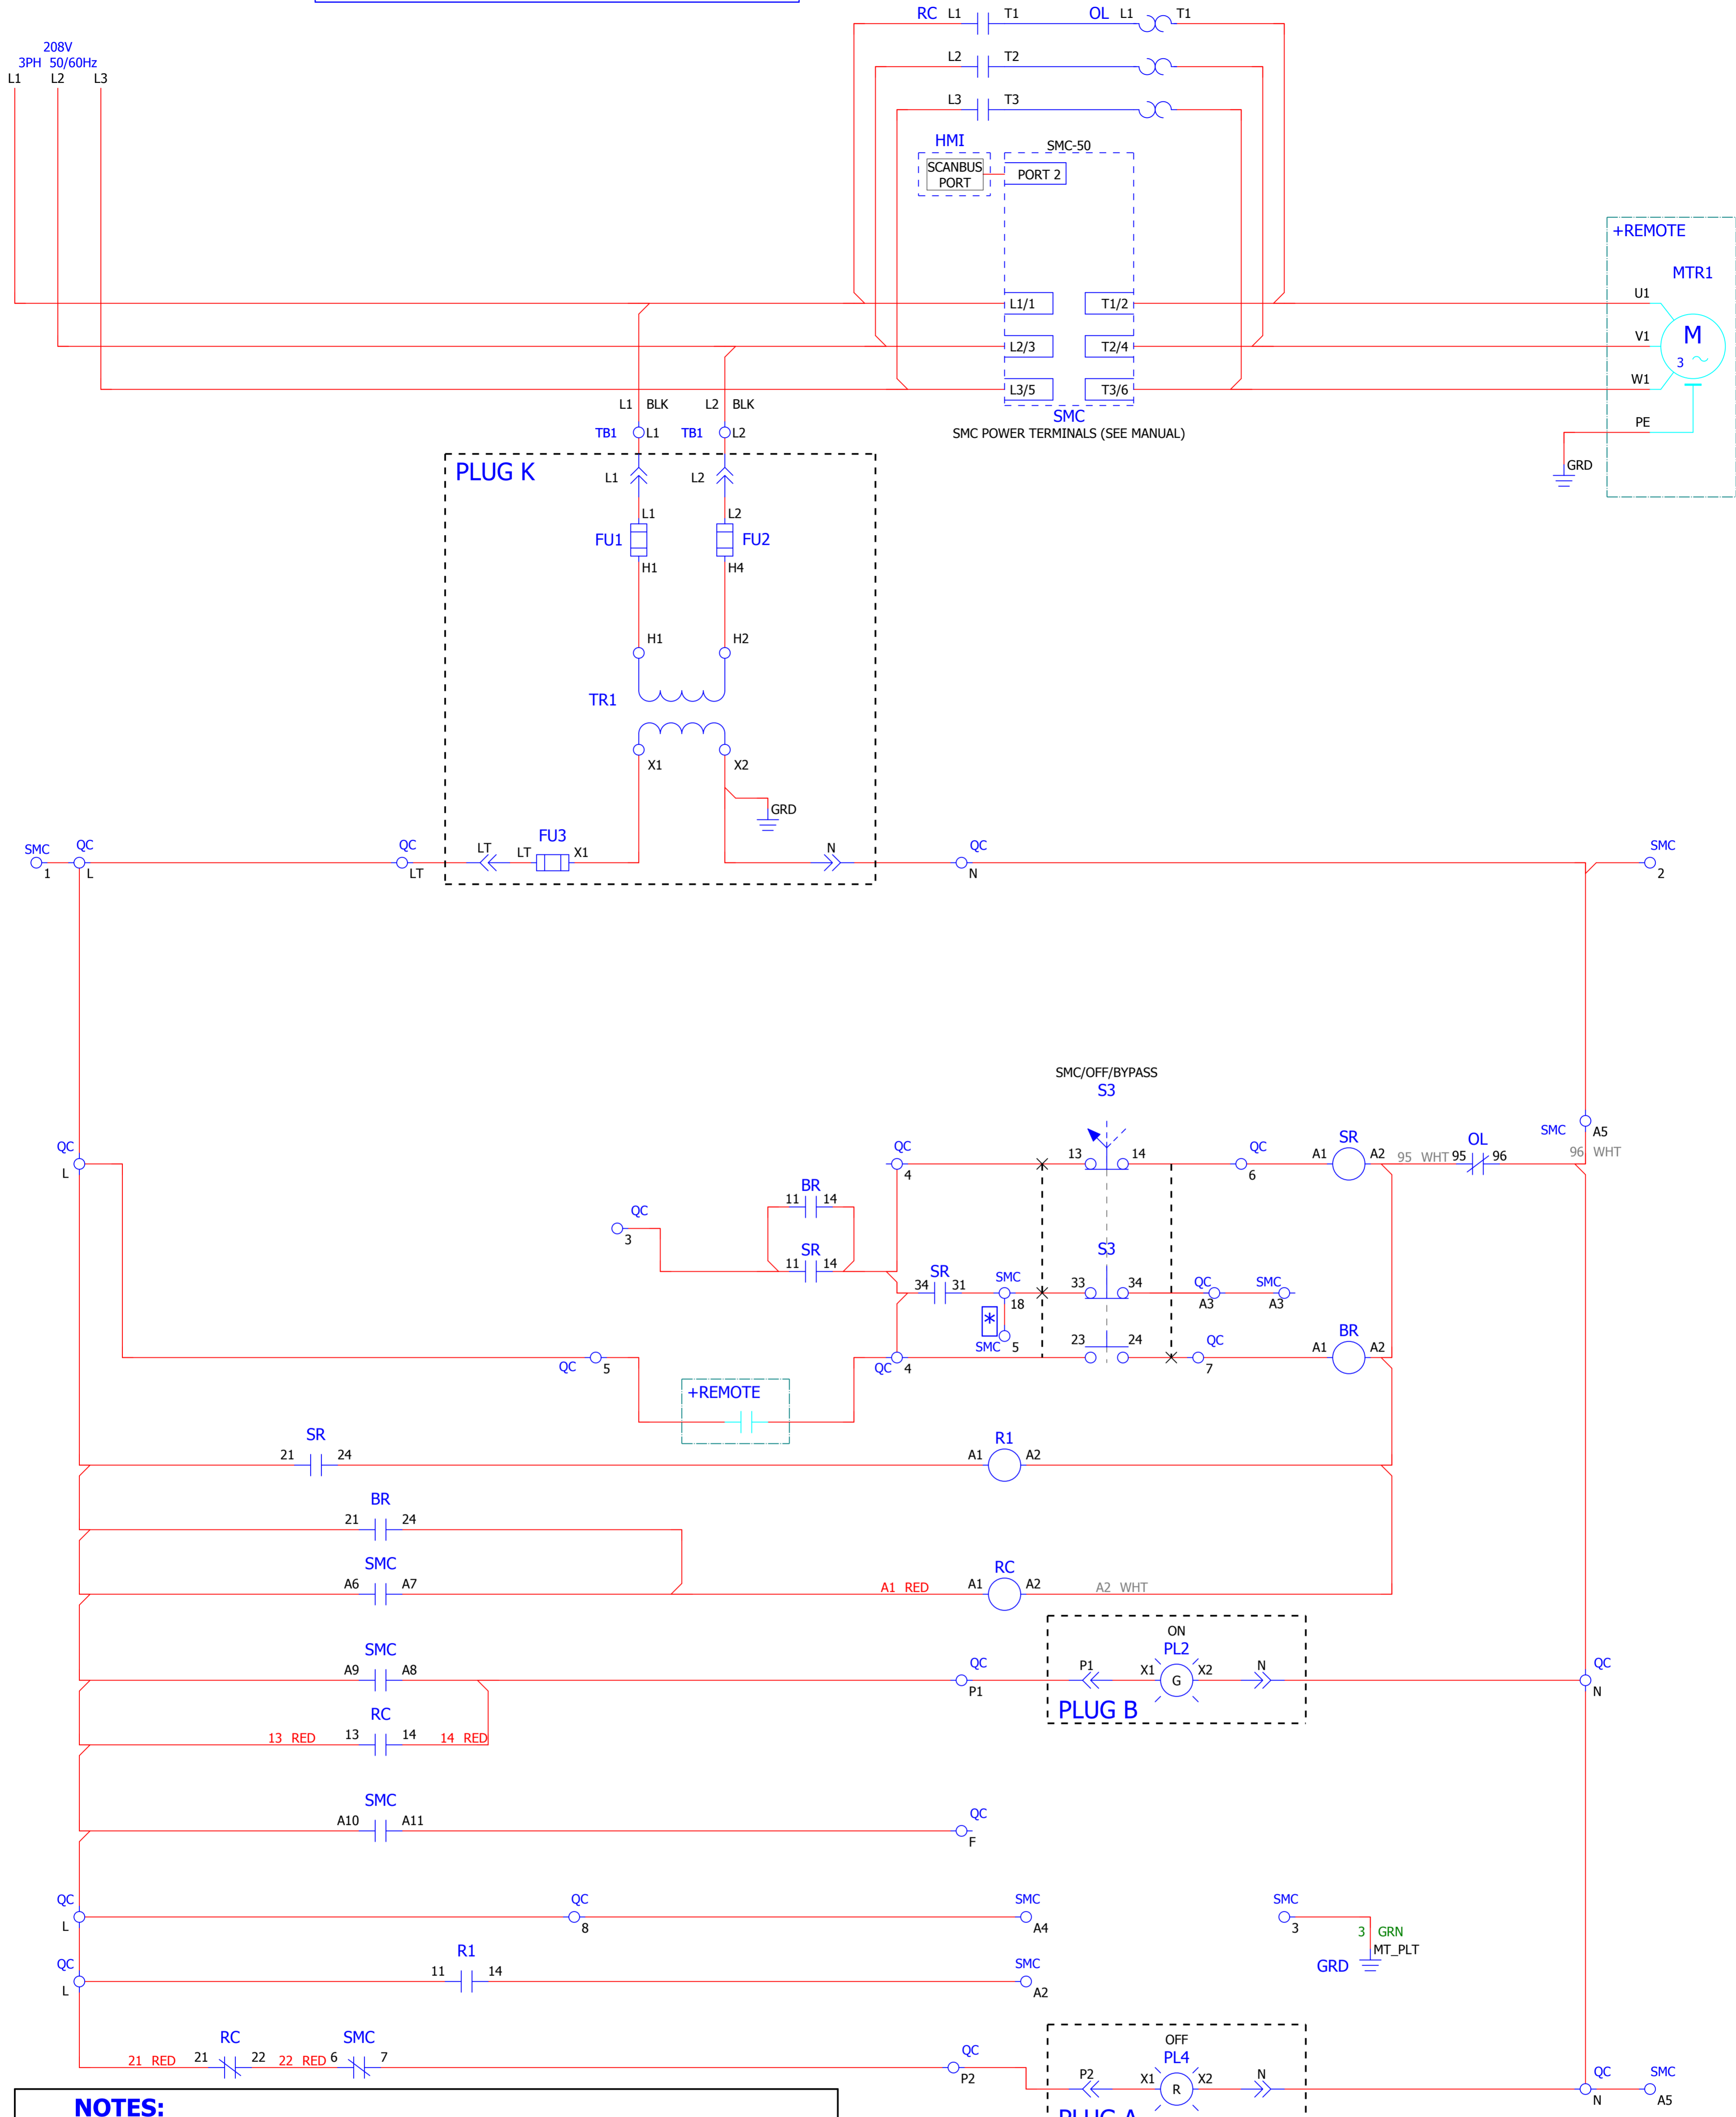 RC L1 T1 OL L1 T1
208V
3PH 50/60Hz
L1 L2 L3
L2 T2
L3 T3
HMI
SMC-50
SCANBUS
PORT
PORT 2
+REMOTE
MTR1
L1/1 T1/2 U1
L2/3 T2/4 V1 M
3
L3/5 T3/6 W1
L1 BLK L2 BLK
SMC
PE
TB1 L1 TB1 L2
SMC POWER TERMINALS (SEE MANUAL)
GRD
PLUG K
L1 L2
L1 L2
FU1 FU2
H1 H4
H1 H2
TR1
X1 X2
GRD
FU3
SMC QC QC LT LT X1 N QC SMC
1 L LT N 2
SMC/OFF/BYPASS
S3
SMC A5
QC QC 13 14 QC SR OL
A1 A2 95 WHT 95 96 96 WHT
L 4 6
BR
11 14
QC
3
SR S3
11 14
SR
34 31 SMC 33 34 QC SMC
18 A3 A3
*
SMC 5 23 24 QC BR
A1 A2
QC 5 QC 4 7
+REMOTE
SR R1
21 24 A1 A2
BR
21 24
SMC RC
A6 A7 A1 RED A1 A2 A2 WHT
ON
SMC PL2
A9 A8 QC P1 X1 G X2 N QC
P1 N
PLUG B
RC
13 RED 13 14 14 RED
SMC
A10 A11 QC
F
QC QC SMC SMC
L 8 A4 3
3 GRN
MT_PLT
GRD
R1
QC 11 14 SMC
L A2
RC SMC OFF
21 RED 21 22 22 RED 6 7 QC PL4
P2 P2 X1 R X2 N QC SMC
N A5
NOTES:
PLUG A